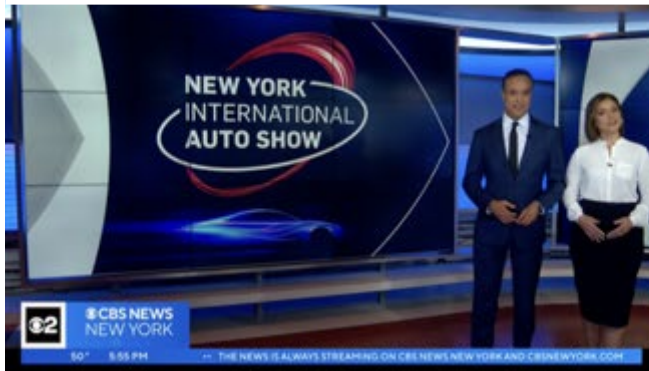 NEW YORK
INTERNATIONAL
AUTO SHOW
2
CBS NEWS
NEW YORK
50°
5:55 PM
THE NEWS IS ALWAYS STREAMING ON CBS NEWS NEW YORK AND CBSNEWYORK.COM